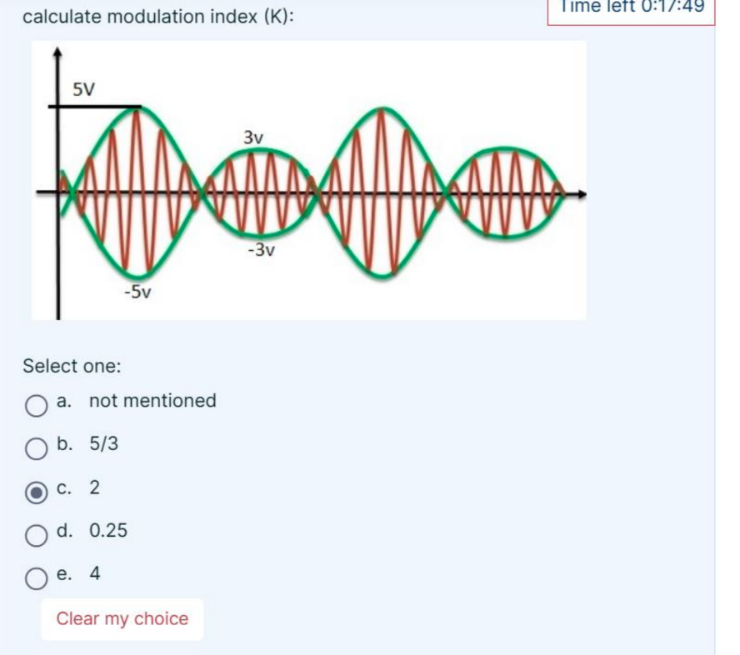 Time left 0:17:49
calculate modulation index (K):
5V
3v
-3v
-5v
Select one:
a. not mentioned
b. 5/3
c. 2
d. 0.25
e. 4
Clear my choice